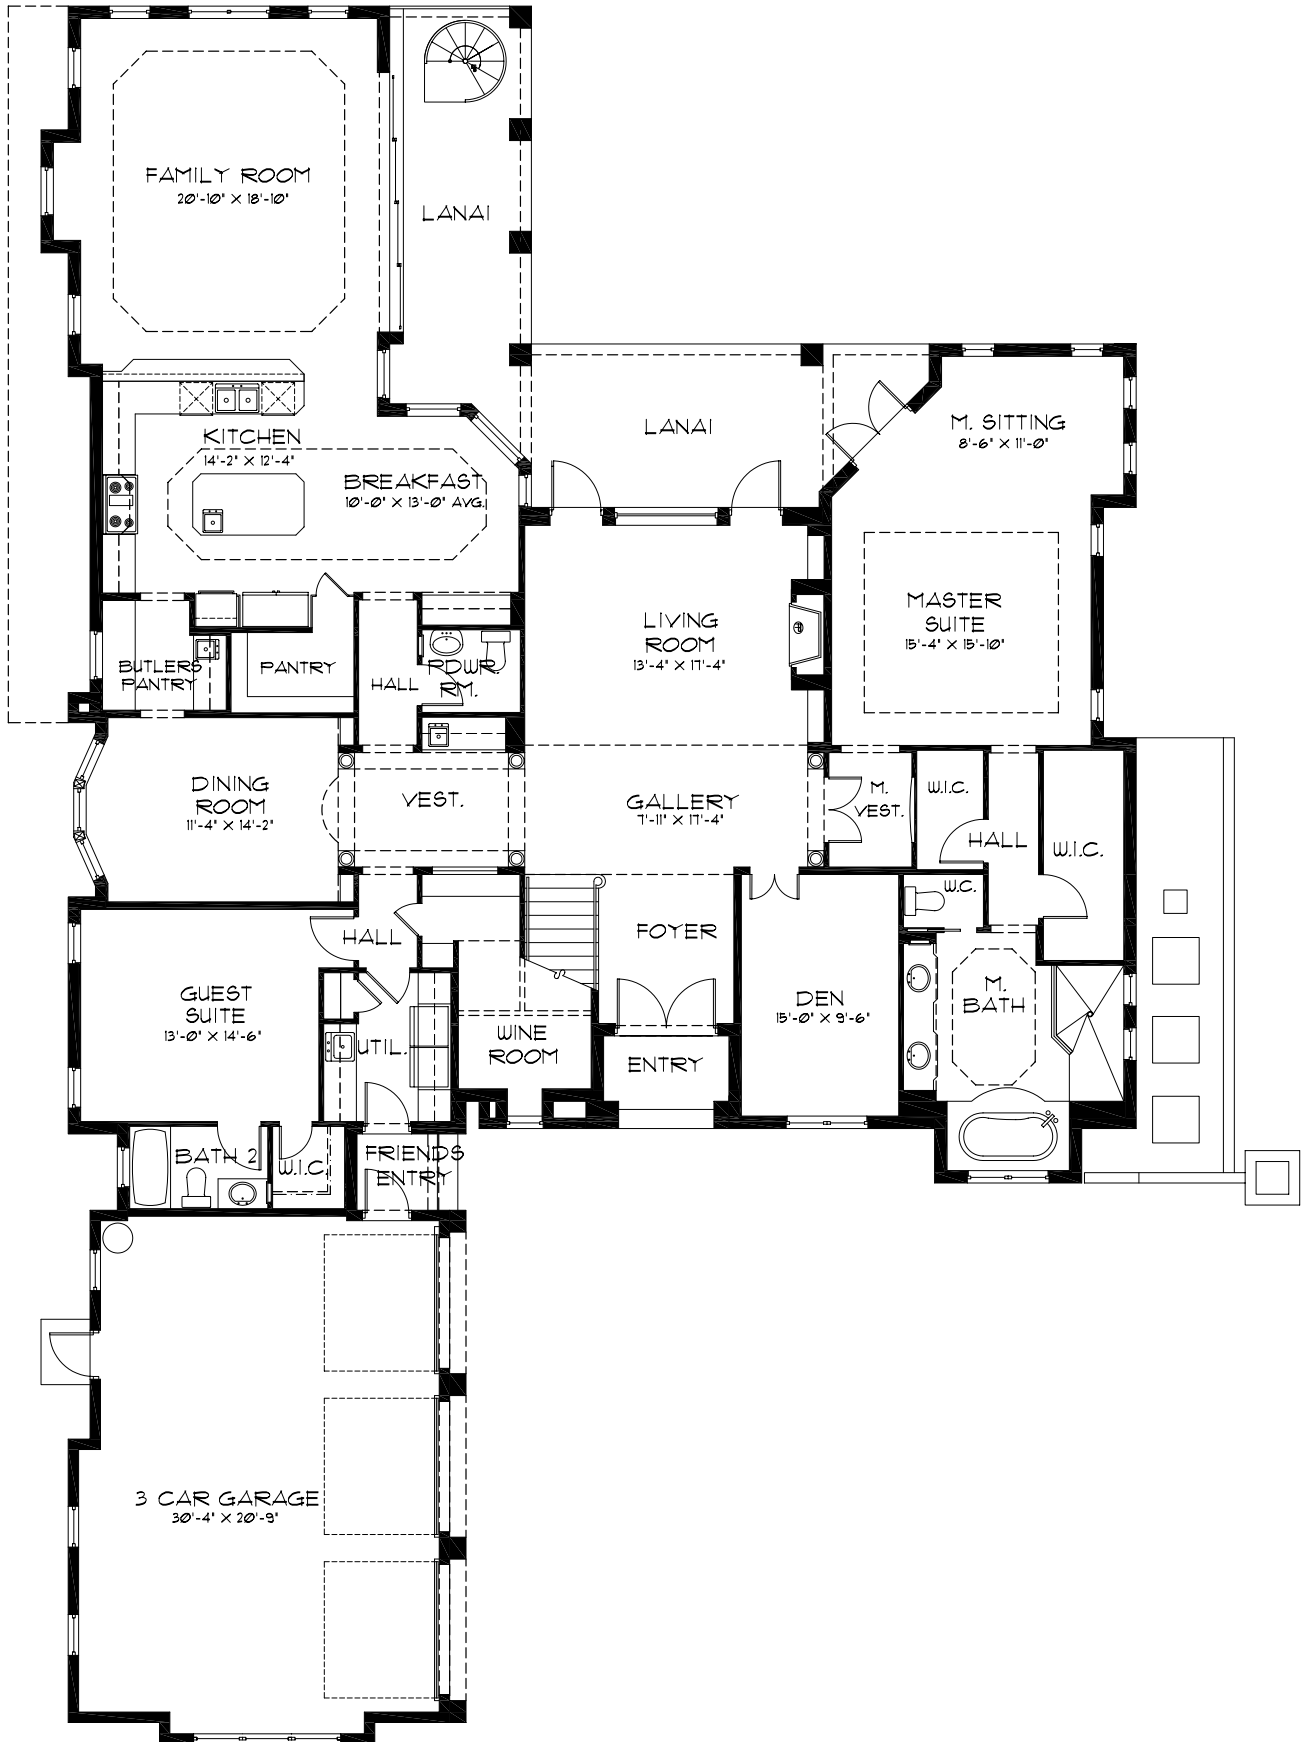 FAMILY ROOM
20'-10" X 18'-10"
LANAI
KITCHEN
14'-2" X 12'-4"
BREAKFAST
10'-0" X 13'-0" AVG.
LANAI
M. SITTING
8'-6" X 11'-0"
LIVING
ROOM
13'-4" X 17'-4"
MASTER
SUITE
15'-4" X 15'-10"
BUTLERS
PANTRY
PANTRY
HALL
PDWR.
RM.
DINING
ROOM
11'-4" X 14'-2"
VEST.
GALLERY
7'-11" X 17'-4"
M.
VEST.
W.I.C.
HALL
W.I.C.
W.C.
HALL
FOYER
GUEST
SUITE
13'-0" X 14'-6"
UTIL.
WINE
ROOM
ENTRY
DEN
15'-0" X 9'-6"
M.
BATH
BATH 2
W.I.C.
FRIENDS
ENTRY
3 CAR GARAGE
30'-4" X 20'-9"